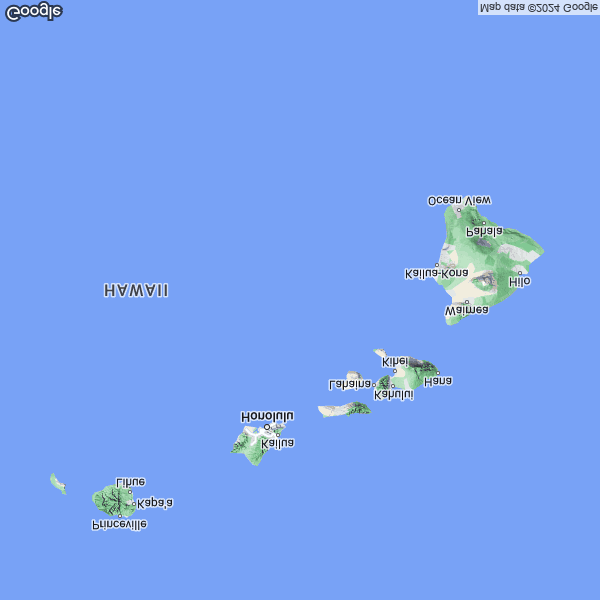 Google
Map data ©2024 Google
Ocean View
Pahala
Kailua-Kona
Hilo
HAWAII
Waimea
Kihei
Hana
Lahaina
Kahului
Honolulu
Kailua
Lihue
Kapa'a
Princeville